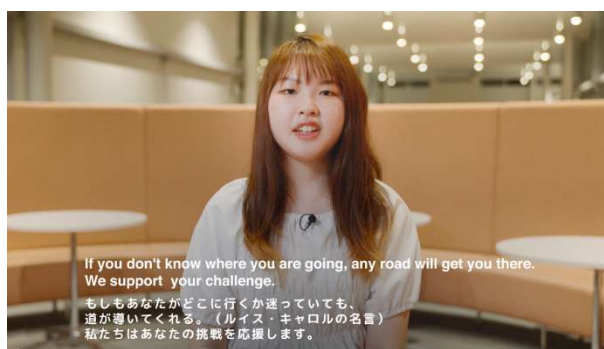 If you don't know where you are going, any road will get you there.
We support your challenge.
もしもあなたがどこに行くか迷っていても、
道が導いてくれる。（ルイス・キャロルの名言）
私たちはあなたの挑戦を応援します。